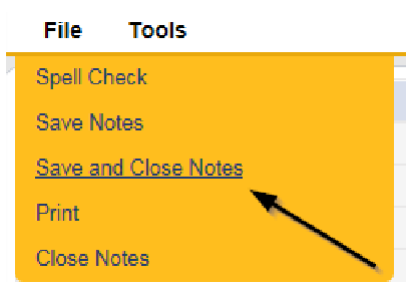 File Tools
Spell Check
Save Notes
Save and Close Notes
Print
Close Notes